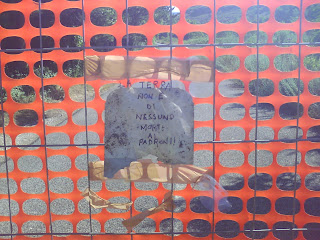 LA TERRA
NON È
DI
NESSUNO
MORTE
AI
PADRONI!!